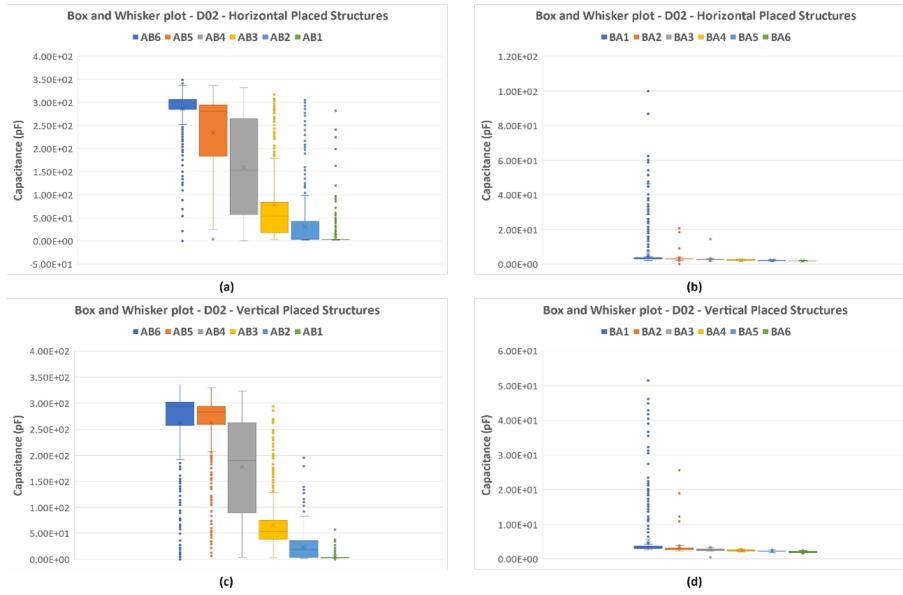 Box and Whisker plot - D02 - Horizontal Placed Structures
AB6 AB5 AB4 AB3 AB2 AB1
Capacitance (pF)
4.00E+02
3.50E+02
3.00E+02
2.50E+02
2.00E+02
1.50E+02
1.00E+02
5.00E+01
0.00E+00
-5.00E+01
(a)
Box and Whisker plot - D02 - Horizontal Placed Structures
BA1 BA2 BA3 BA4 BA5 BA6
Capacitance (pF)
1.20E+02
1.00E+02
8.00E+01
6.00E+01
4.00E+01
2.00E+01
0.00E+00
(b)
Box and Whisker plot - D02 - Vertical Placed Structures
AB6 AB5 AB4 AB3 AB2 AB1
Capacitance (pF)
4.00E+02
3.50E+02
3.00E+02
2.50E+02
2.00E+02
1.50E+02
1.00E+02
5.00E+01
0.00E+00
(c)
Box and Whisker plot - D02 - Vertical Placed Structures
BA1 BA2 BA3 BA4 BA5 BA6
Capacitance (pF)
6.00E+01
5.00E+01
4.00E+01
3.00E+01
2.00E+01
1.00E+01
0.00E+00
(d)